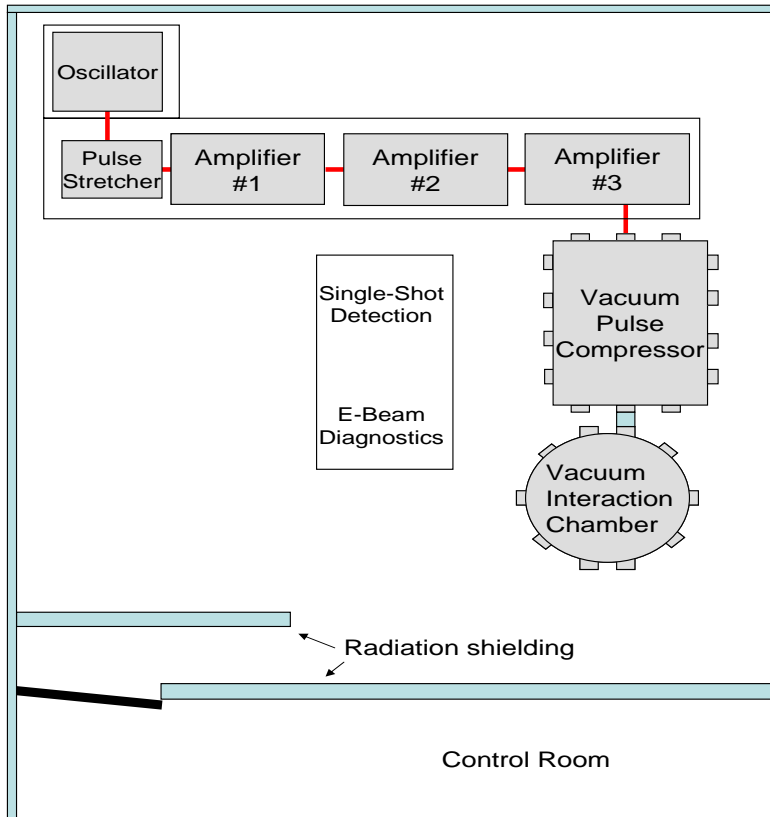 Oscillator
Pulse
Stretcher
Amplifier
#1
Amplifier
#2
Amplifier
#3
Single-Shot
Detection
E-Beam
Diagnostics
Vacuum
Pulse
Compressor
Vacuum
Interaction
Chamber
Radiation shielding
Control Room